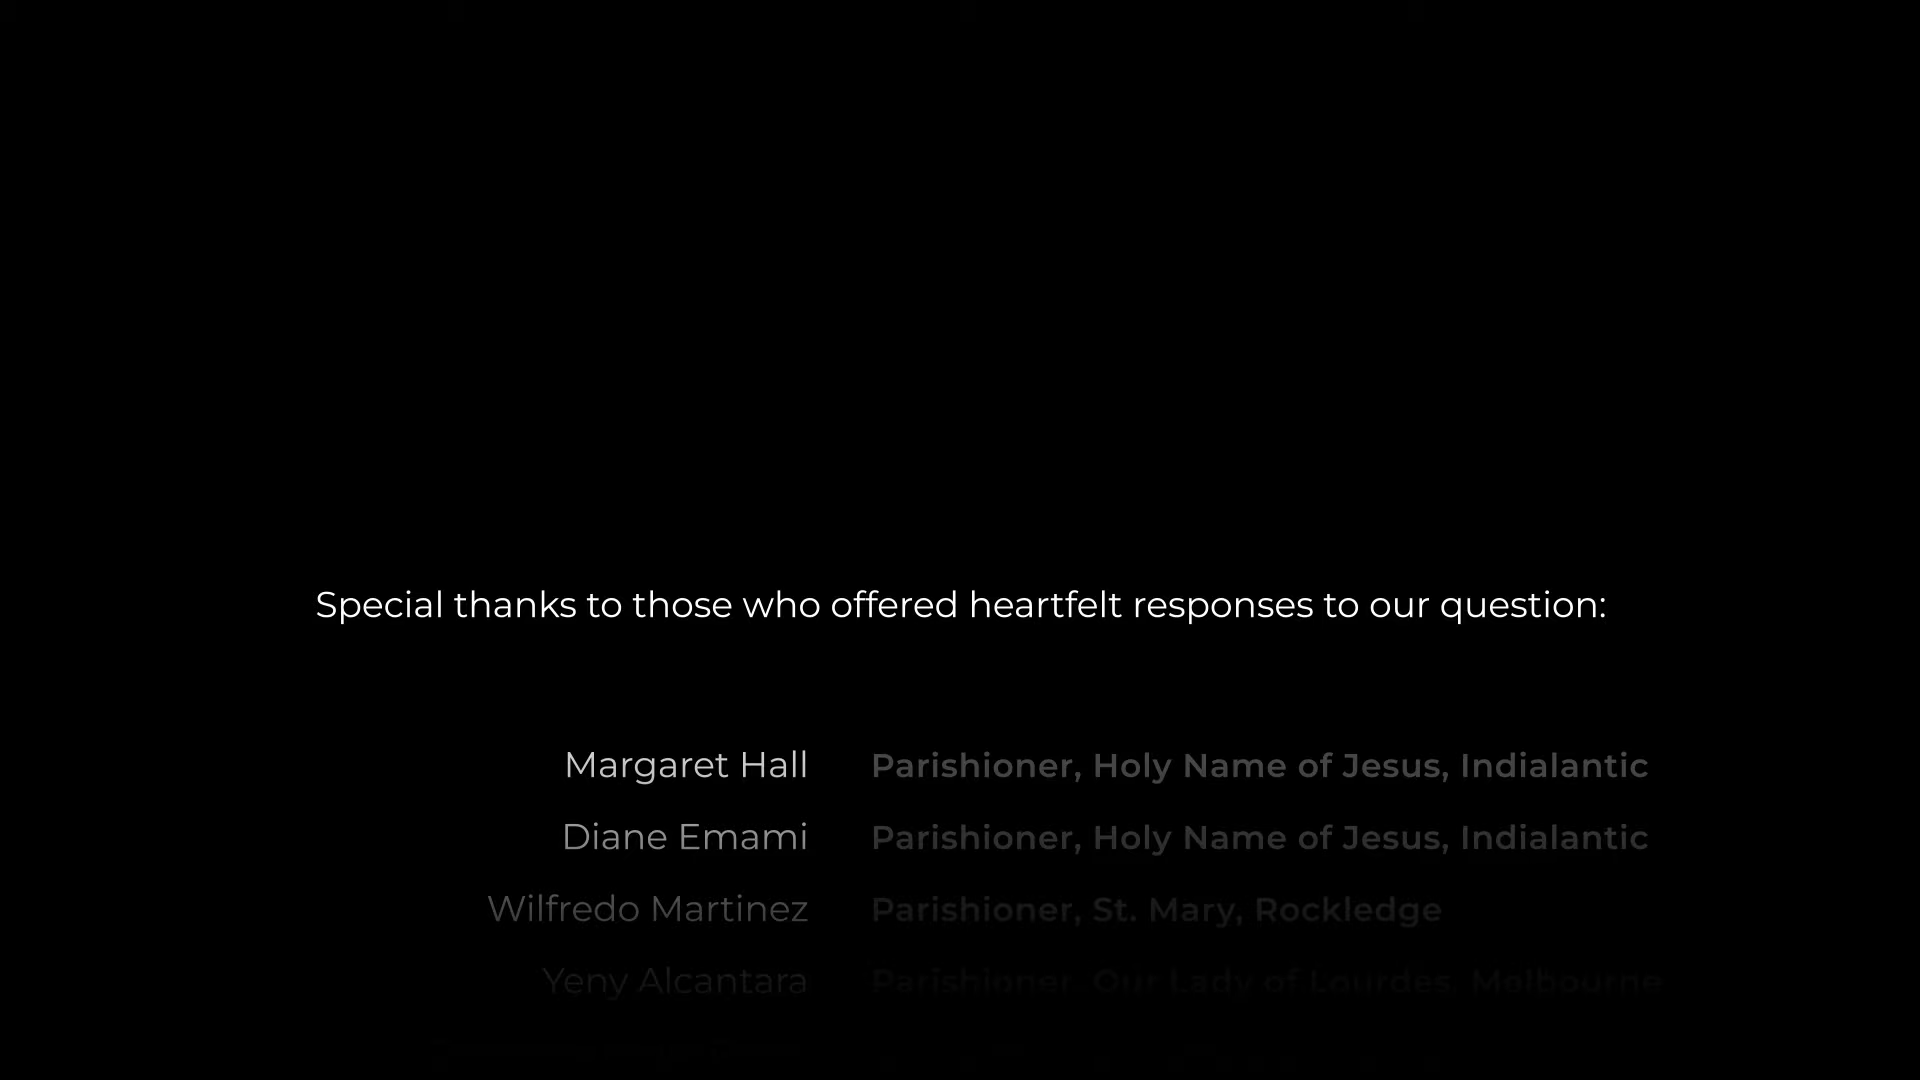 Special thanks to those who offered heartfelt responses to our question:
Margaret Hall Parishioner, Holy Name of Jesus, Indialantic
Diane Emami Parishioner, Holy Name of Jesus, Indialantic
Wilfredo Martinez Parishioner, St. Mary, Rockledge
Yeny Alcantara Parishioner, Our Lady of Lourdes, Melbourne